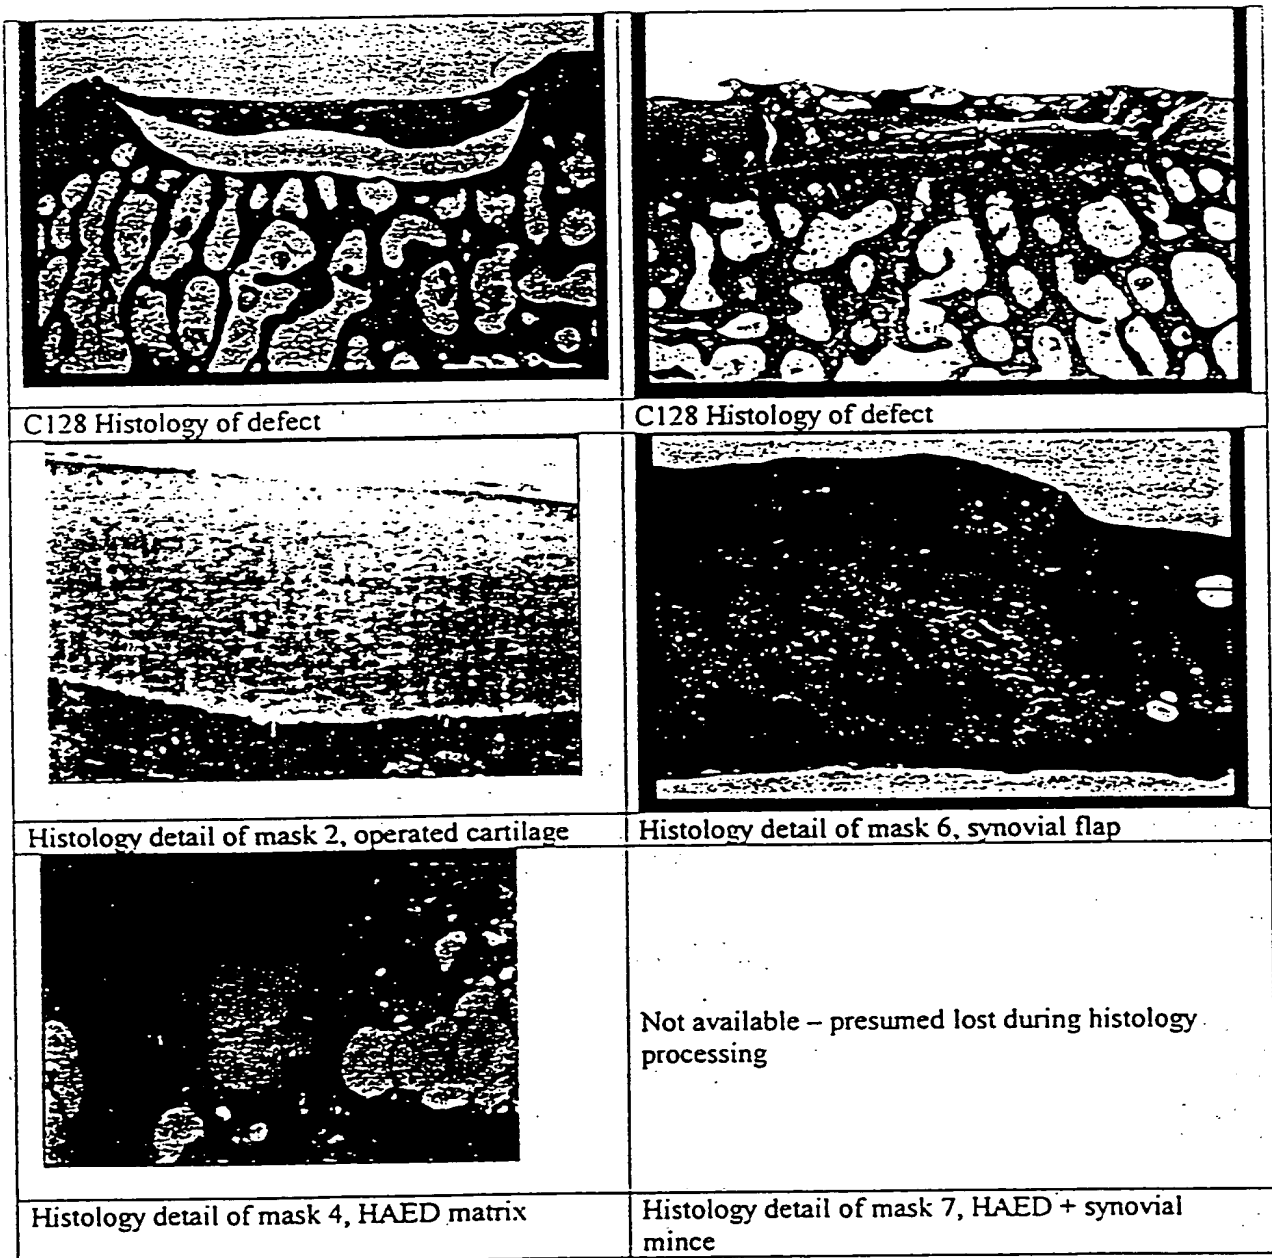 C128 Histology of defect
C128 Histology of defect
Histology detail of mask 2, operated cartilage
Histology detail of mask 6, synovial flap
Not available – presumed lost during histology
processing
Histology detail of mask 4, HAED matrix
Histology detail of mask 7, HAED + synovial
mince